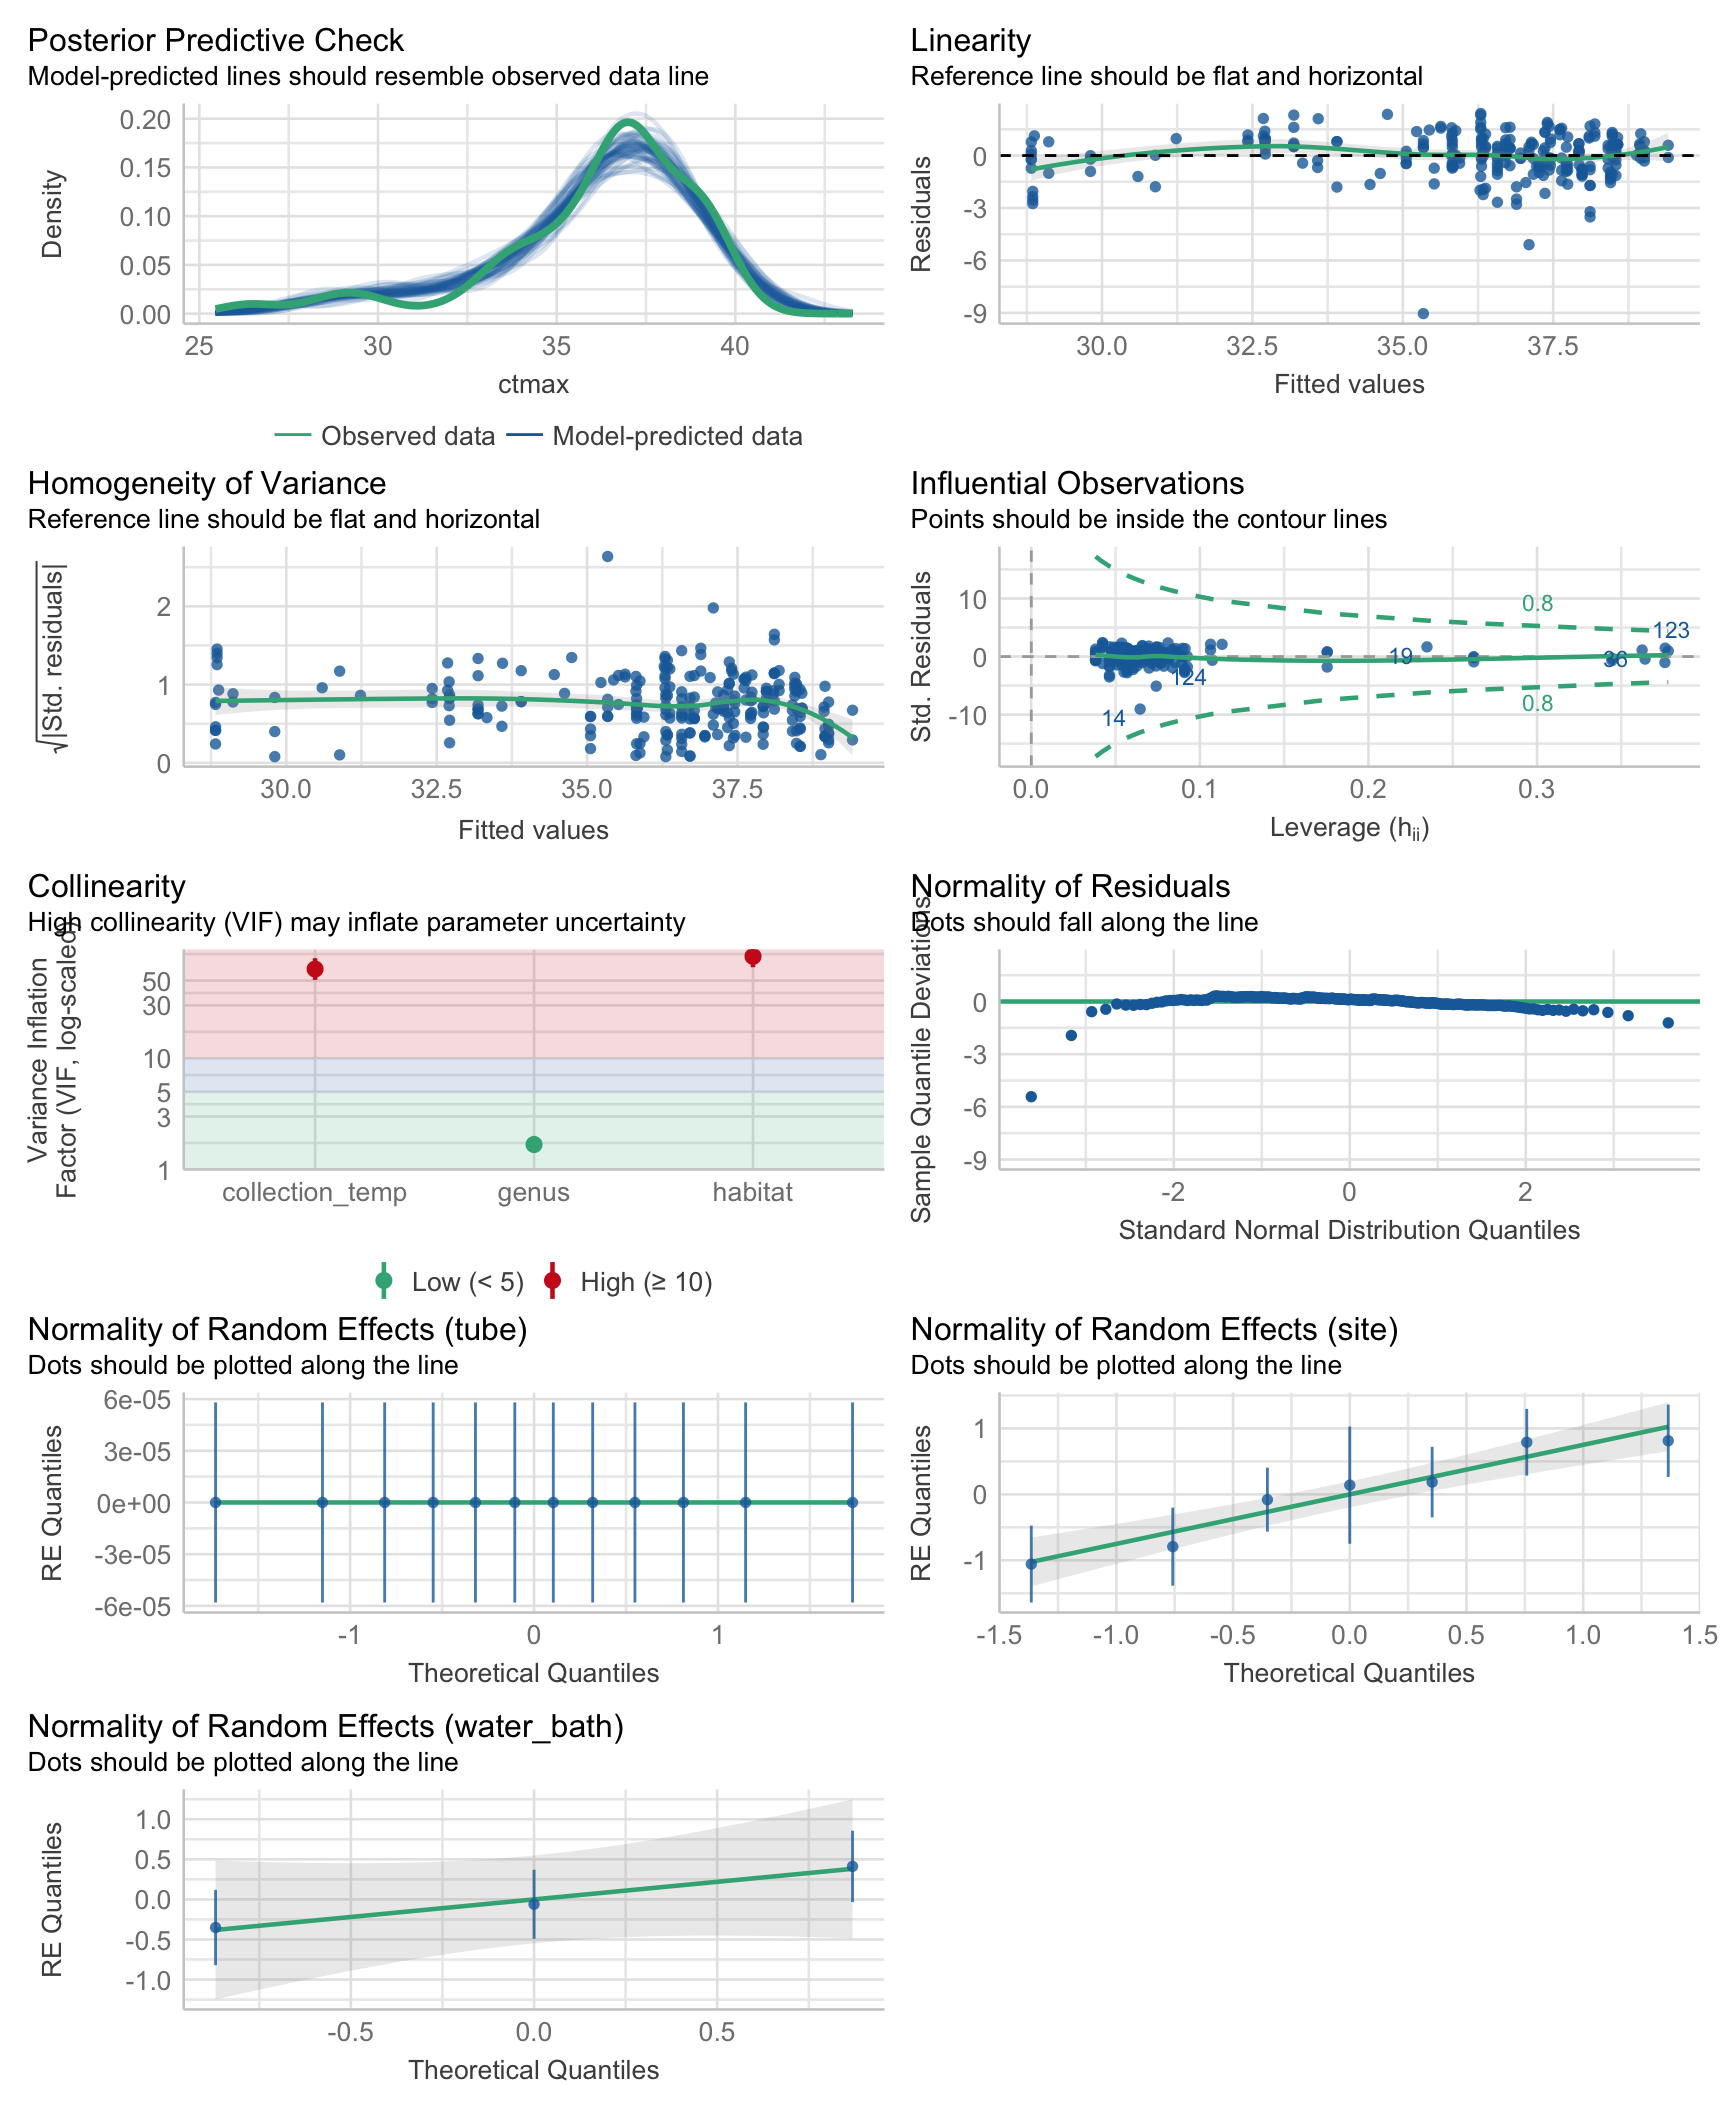 Posterior Predictive Check
Model-predicted lines should resemble observed data line
Density
0.20
0.15
0.10
0.05
0.00
25 30 35 40
ctmax
Observed data Model-predicted data
Linearity
Reference line should be flat and horizontal
Residuals
0
-3
-6
-9
30.0 32.5 35.0 37.5
Fitted values
Homogeneity of Variance
Reference line should be flat and horizontal
√|Std. residuals|
2
1
0
30.0 32.5 35.0 37.5
Fitted values
Influential Observations
Points should be inside the contour lines
Std. Residuals
10
0
-10
0.8
123
19
36
124
14
0.8
0.0 0.1 0.2 0.3
Leverage (hii)
Collinearity
High collinearity (VIF) may inflate parameter uncertainty
Variance Inflation
Factor (VIF, log-scaled)
50
30
10
5
3
1
collection_temp genus habitat
Low (< 5) High (≥ 10)
Normality of Residuals
Dots should fall along the line
Sample Quantile Deviations
0
-3
-6
-9
-2 0 2
Standard Normal Distribution Quantiles
Normality of Random Effects (tube)
Dots should be plotted along the line
RE Quantiles
6e-05
3e-05
0e+00
-3e-05
-6e-05
-1 0 1
Theoretical Quantiles
Normality of Random Effects (site)
Dots should be plotted along the line
RE Quantiles
1
0
-1
-1.5 -1.0 -0.5 0.0 0.5 1.0 1.5
Theoretical Quantiles
Normality of Random Effects (water_bath)
Dots should be plotted along the line
RE Quantiles
1.0
0.5
0.0
-0.5
-1.0
-0.5 0.0 0.5
Theoretical Quantiles